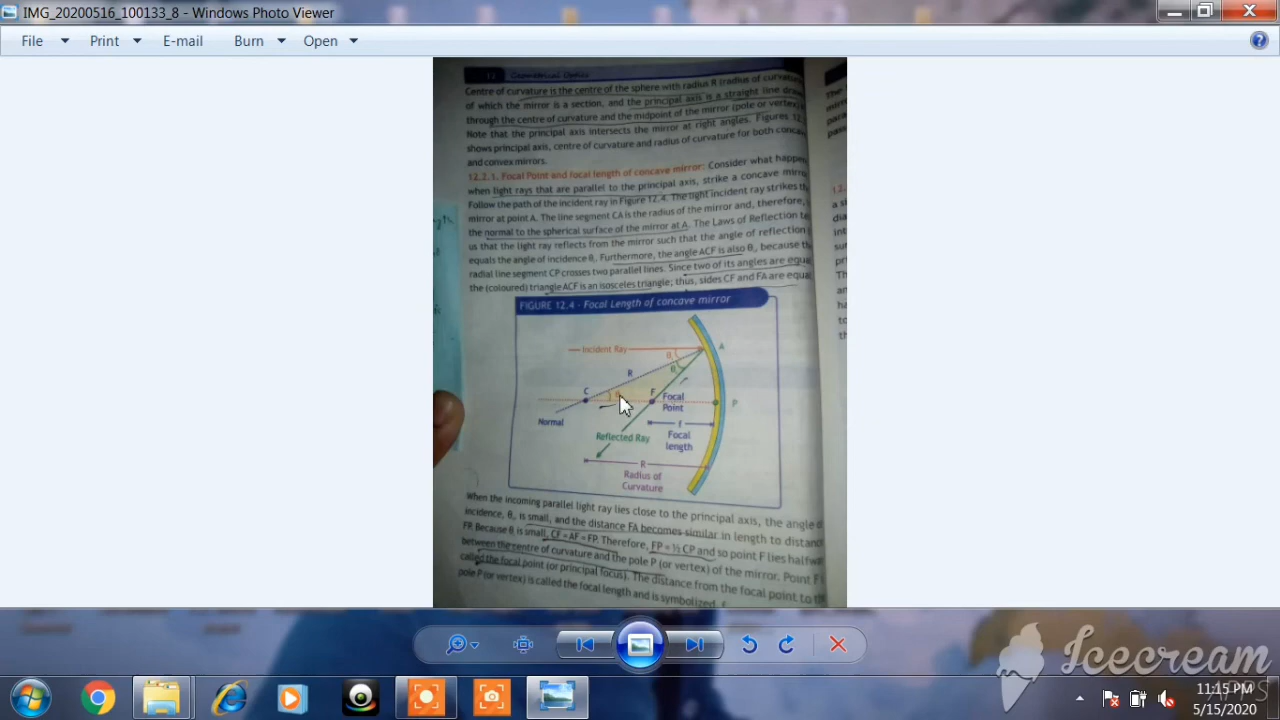 IMG_20200516_100133_8 - Windows Photo Viewer
File Print E-mail Burn Open
12 Geometrical Optics
Centre of curvature is the centre of the sphere with radius R (radius of curvature
of which the mirror is a section, and the principal axis is a straight line
through the centre of curvature and the midpoint of the mirror (pole or vertex)
Note that the principal axis intersects the mirror at right angles. Figures 12.
shows principal axis, centre of curvature and radius of curvature for both
and convex mirrors.
12.2.1. Focal Point and focal length of concave mirror: Consider what
when light rays that are parallel to the principal axis, strike a concave
Follow the path of the incident ray in Figure 12.4. The light incident ray strikes
mirror at point A. The line segment CA is the radius of the mirror and, therefore,
the normal to the spherical surface of the mirror at A. The Laws of Reflection
us that the light ray reflects from the mirror such that the angle of reflection
equals the angle of incidence θ. Furthermore, the angle ACF is also θ, because
radial line segment CP crosses two parallel lines. Since two of its angles are
the (coloured) triangle ACF is an isosceles triangle; thus, sides CF and FA are
FIGURE 12.4 - Focal Length of concave mirror
Incident Ray θ A
R θ
C θ F Focal P
Point
Normal f
Reflected Ray Focal
length
R
Radius of
Curvature
When the incoming parallel light ray lies close to the principal axis, the angle
incidence, θ, is small, and the distance FA becomes similar in length to
FP. Because θ is small, CF = AF = FP. Therefore, FP = ½ CP and so point F lies
between the centre of curvature and the pole P (or vertex) of the mirror. Point F
called the focal point (or principal focus). The distance from the focal point to
pole P (or vertex) is called the focal length and is symbolized
Icecream
APPS
11:15 PM
5/15/2020